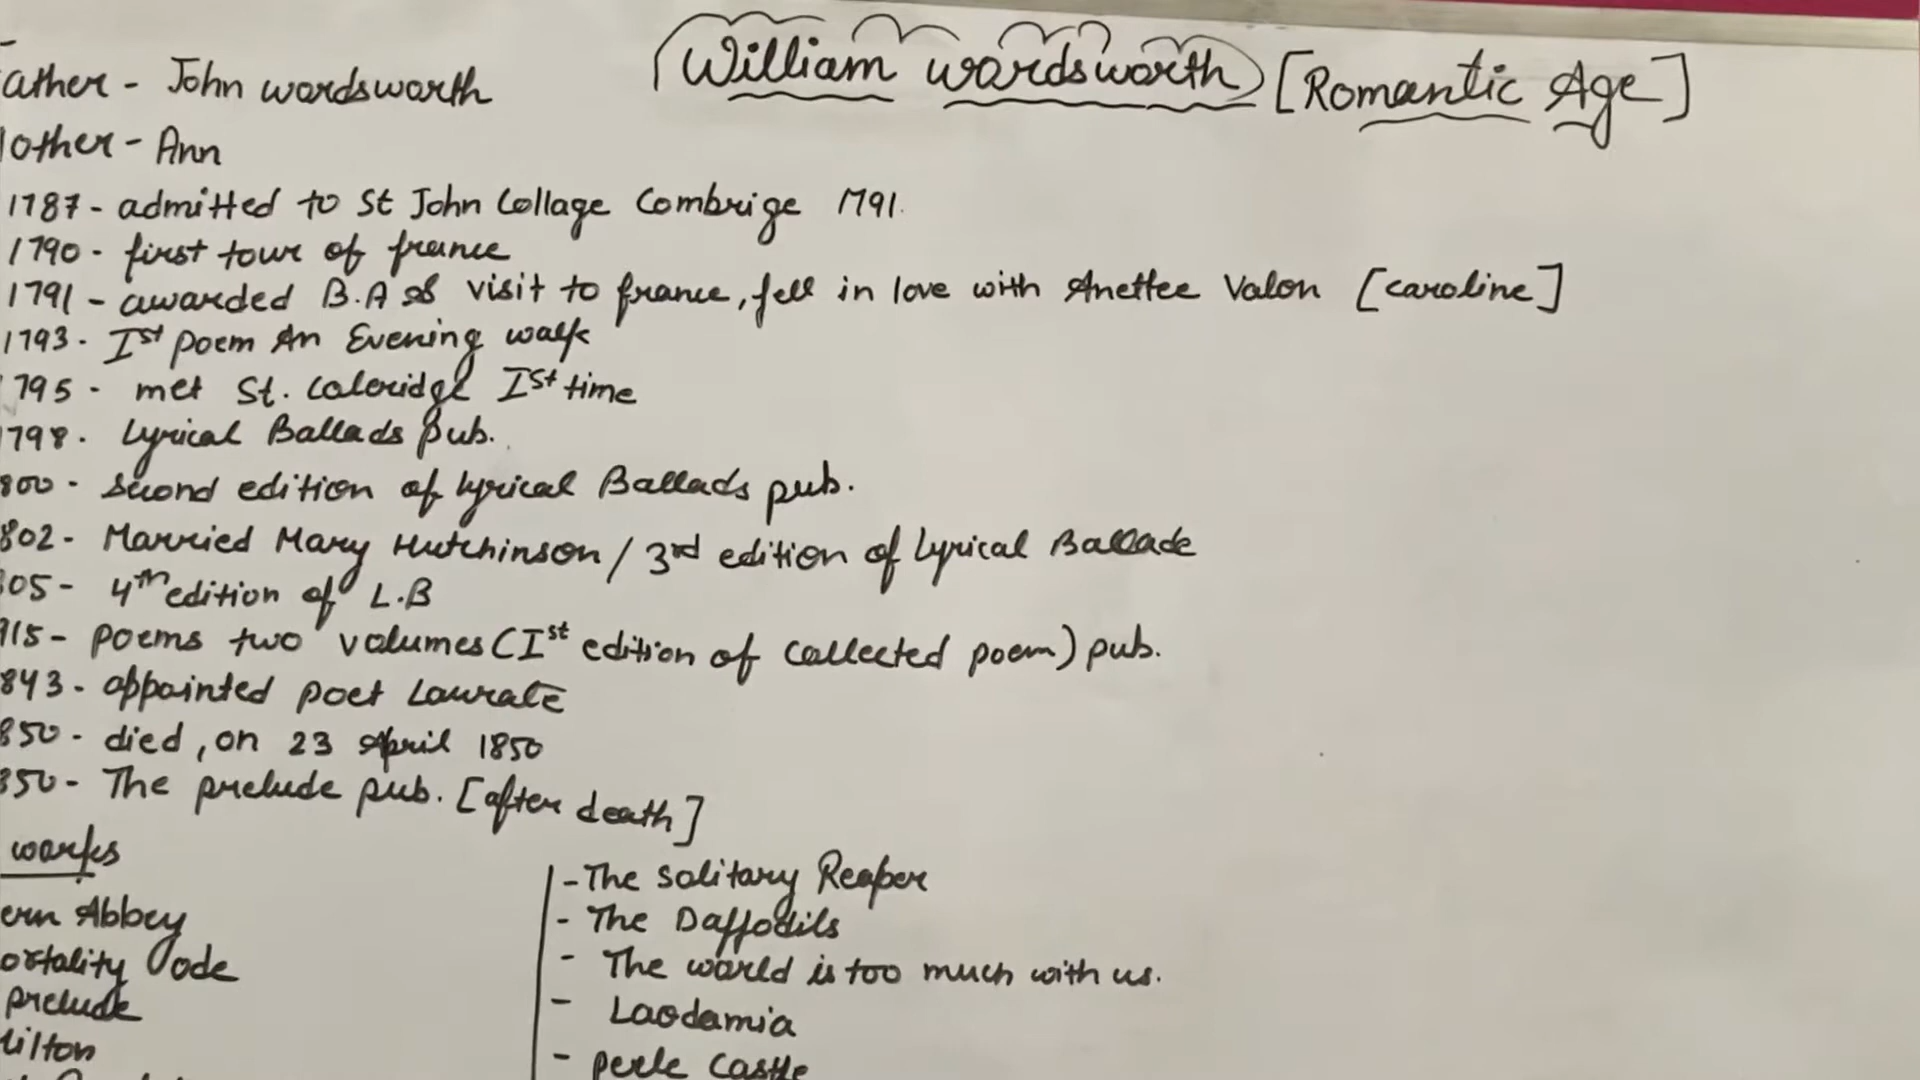 William wordsworth [Romantic Age]
ather - John wordsworth
other - Ann
1787 - admitted to St John Collage Combrige 1791.
1790 - first tour of france
1791 - awarded B.A & visit to france, fell in love with Anettee Valon [caroline]
1793. Ist poem An Evening walk
795 - met St. Coleridge Ist time
798. Lyrical Ballads pub.
800 - Second edition of lyrical Ballads pub.
802 - Married Mary Hutchinson / 3rd edition of Lyrical Ballade
805 - 4th edition of L.B
815 - poems two volumes (Ist edition of collected poem) pub.
843 - appointed poet Laurate
850 - died, on 23 April 1850
850 - The prelude pub. [after death]
works
ern Abbey
ortality ode
prelude
ilton
- The Solitary Reaper
- The Daffodils
- The world is too much with us.
- Laodamia
- peele Castle